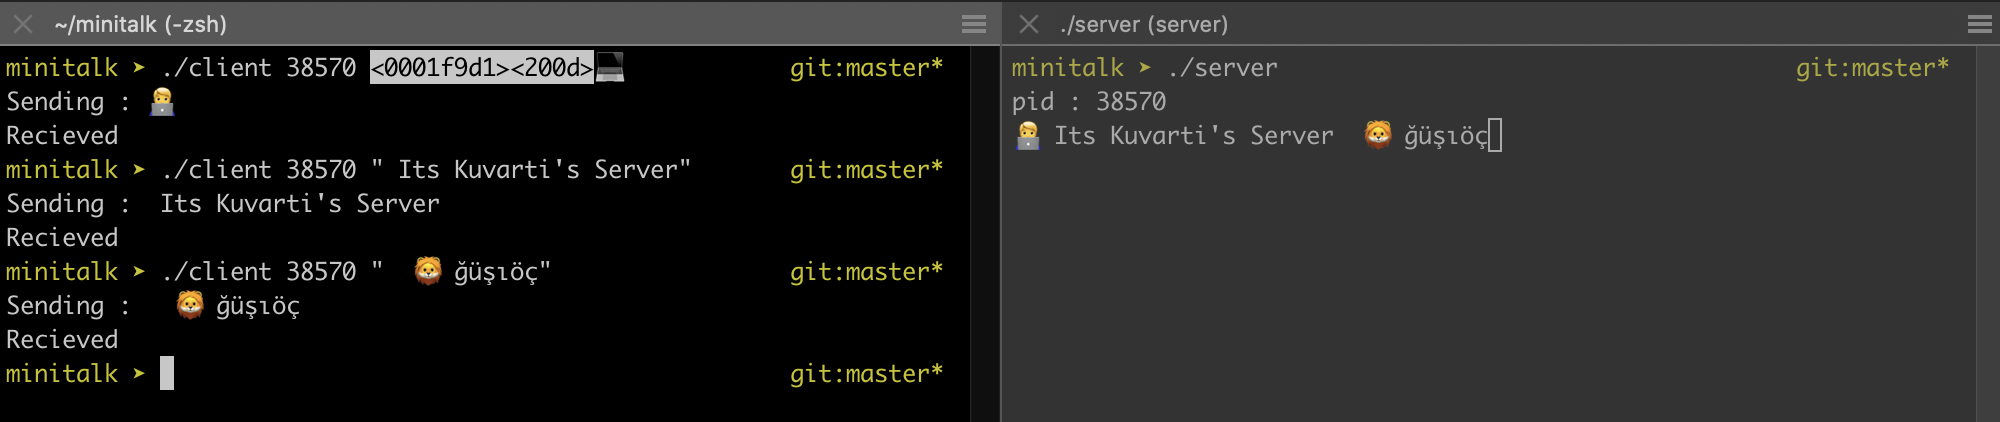 ~/minitalk (-zsh)
minitalk ➤ ./client 38570 <0001f9d1><200d>💻 git:master*
Sending : 🧑‍💻
Recieved
minitalk ➤ ./client 38570 " Its Kuvarti's Server" git:master*
Sending :  Its Kuvarti's Server
Recieved
minitalk ➤ ./client 38570 "  🦁 ğüşıöç" git:master*
Sending :   🦁 ğüşıöç
Recieved
minitalk ➤ git:master*
./server (server)
minitalk ➤ ./server git:master*
pid : 38570
🧑‍💻 Its Kuvarti's Server  🦁 ğüşıöç